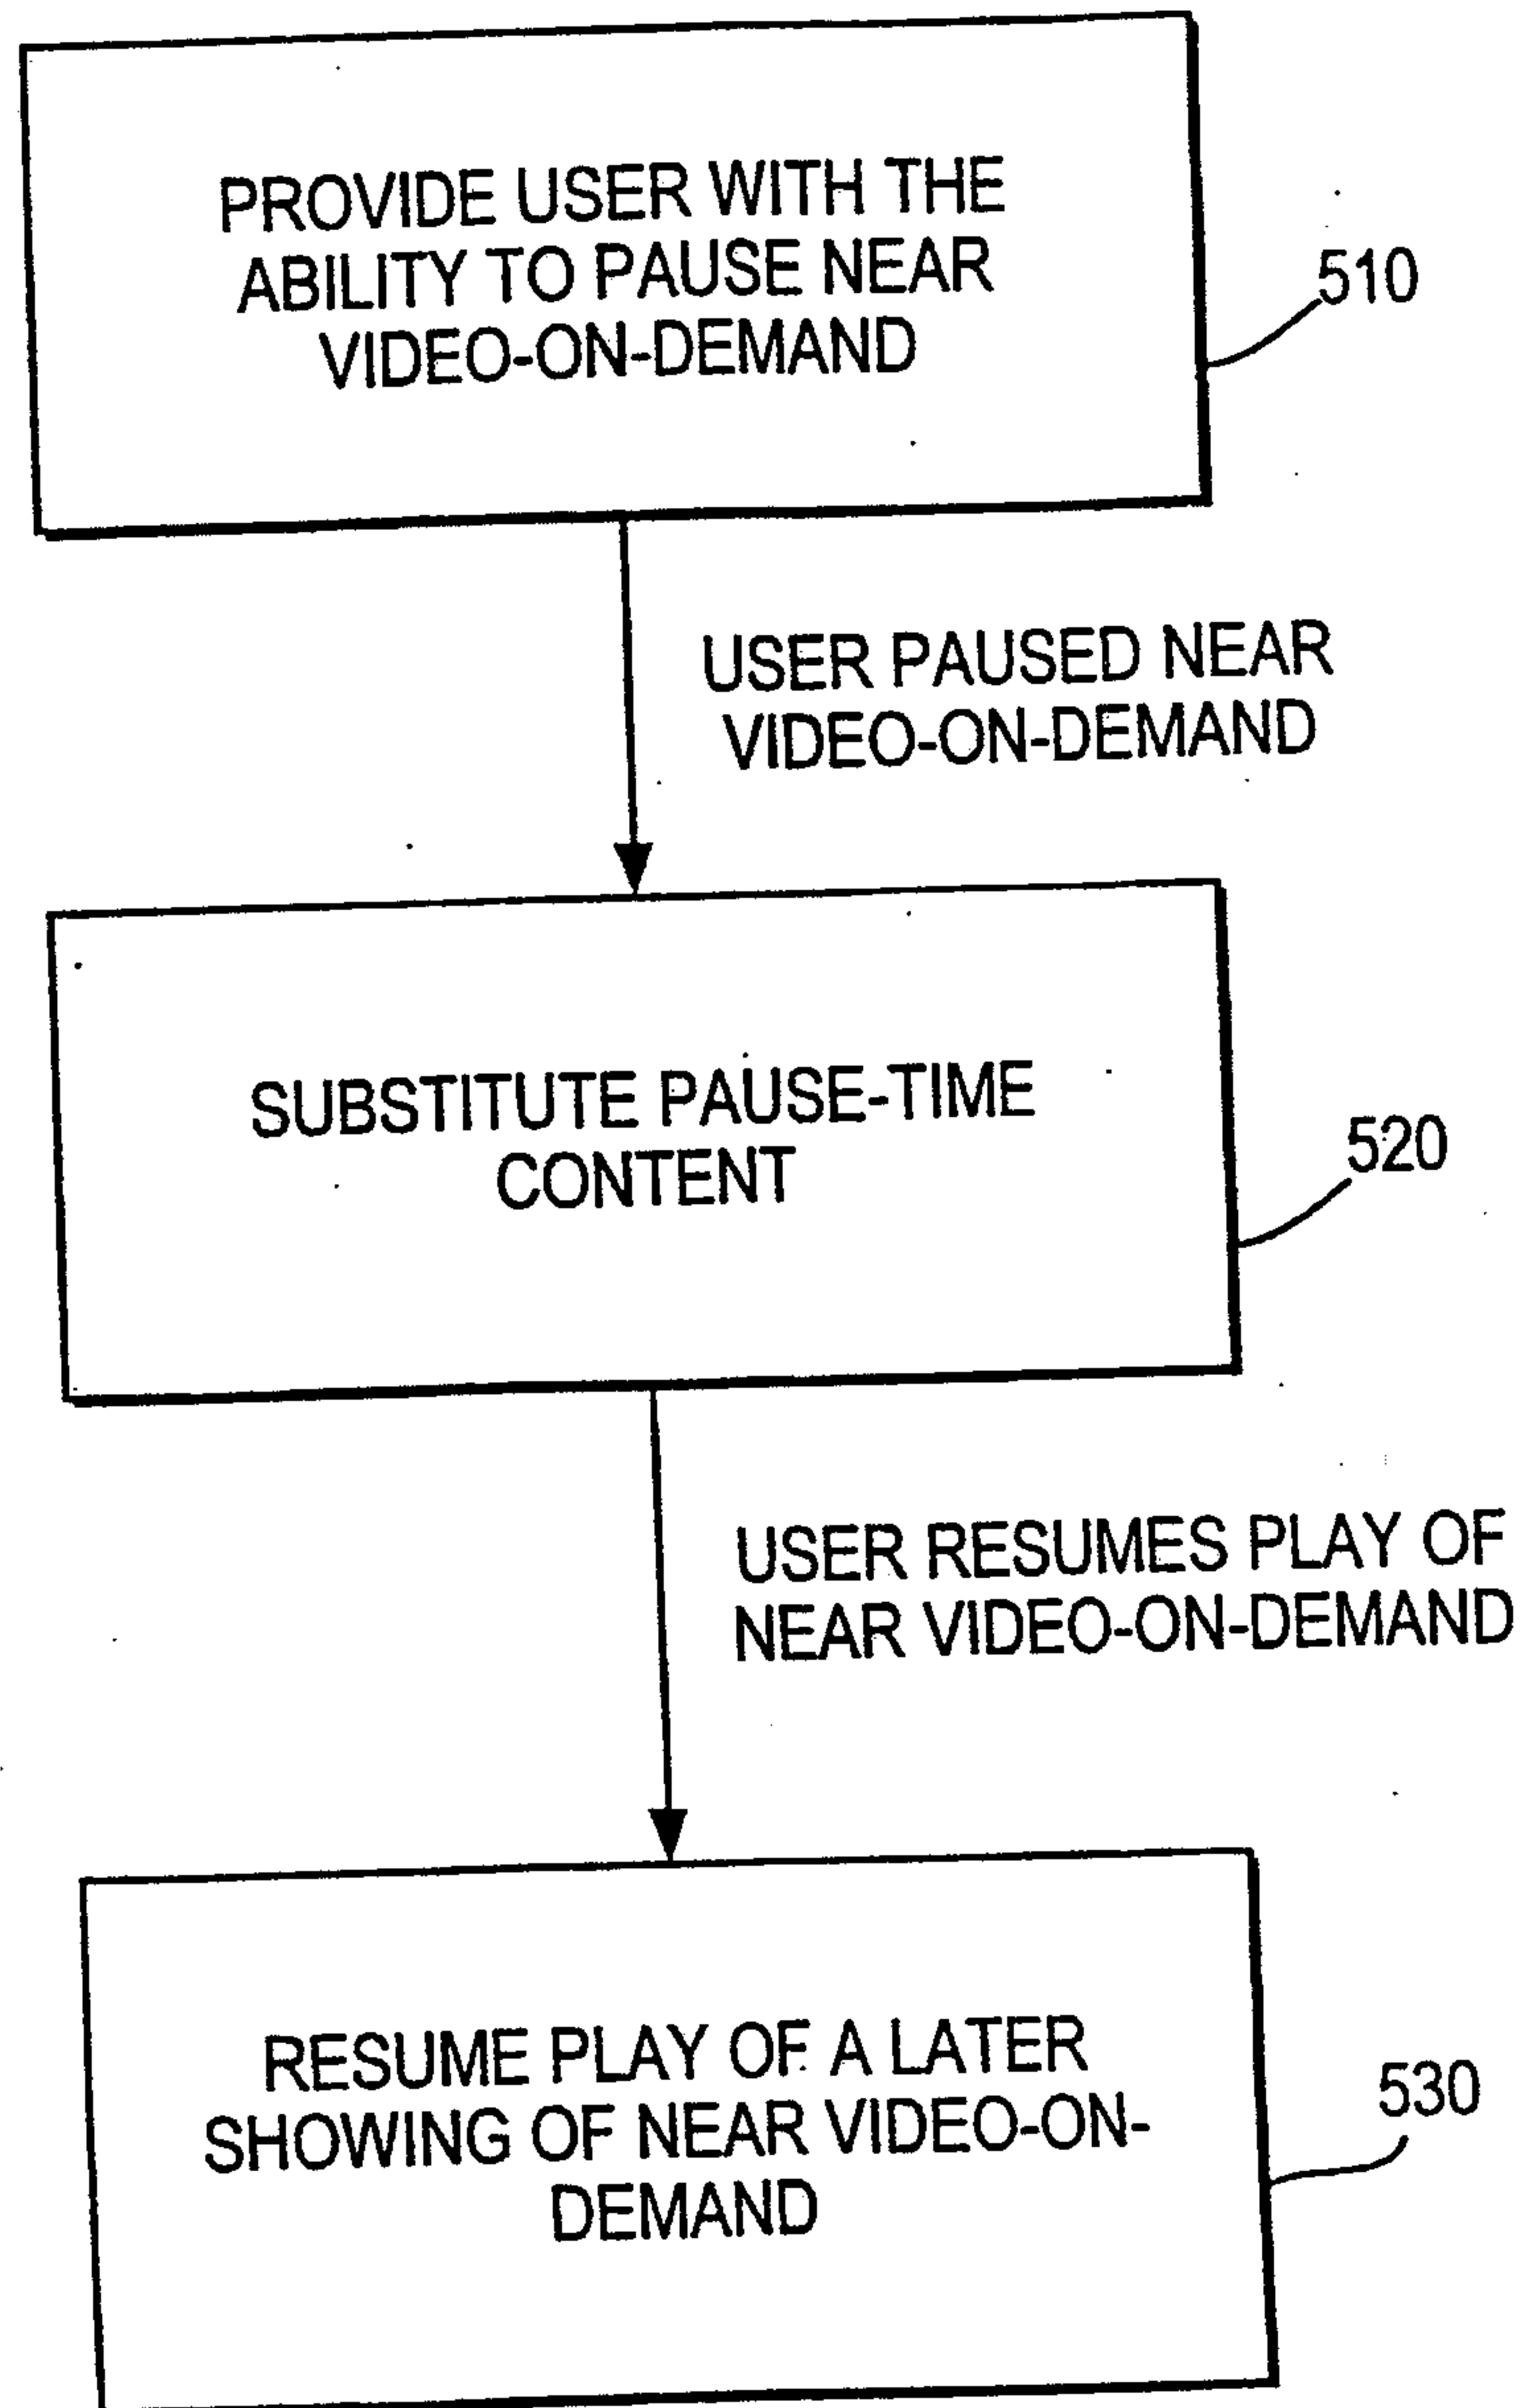 PROVIDE USER WITH THE
ABILITY TO PAUSE NEAR
VIDEO-ON-DEMAND
510
USER PAUSED NEAR
VIDEO-ON-DEMAND
SUBSTITUTE PAUSE-TIME
CONTENT
520
USER RESUMES PLAY OF
NEAR VIDEO-ON-DEMAND
RESUME PLAY OF A LATER
SHOWING OF NEAR VIDEO-ON-
DEMAND
530